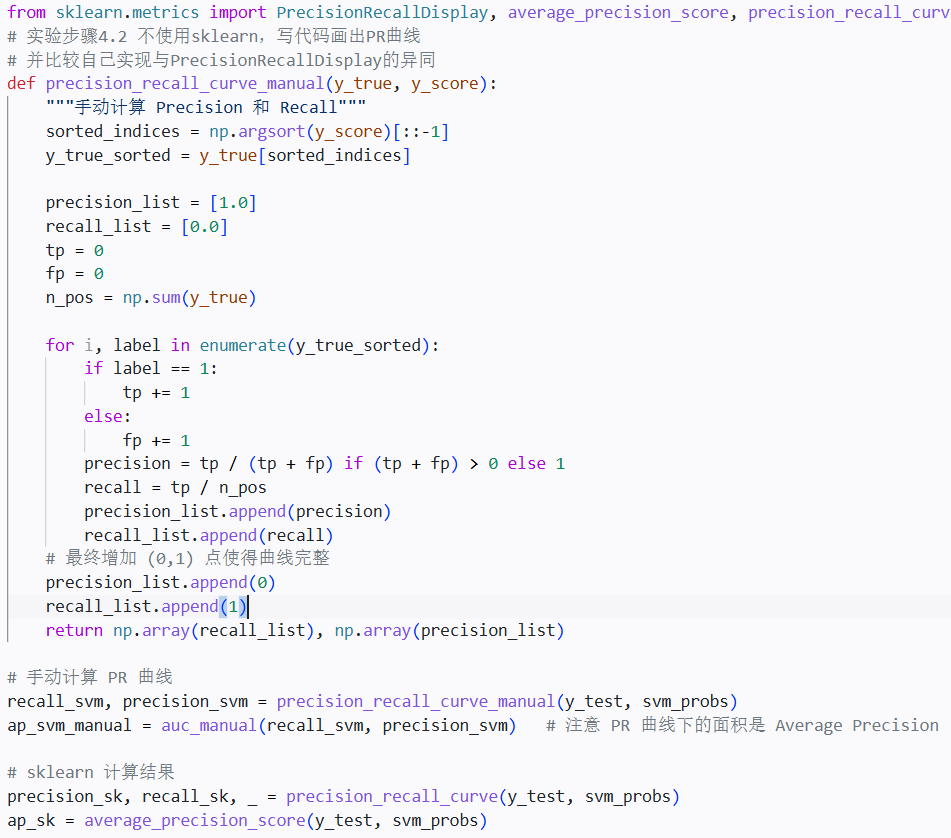 from sklearn.metrics import PrecisionRecallDisplay, average_precision_score, precision_recall_curv
# 实验步骤4.2 不使用sklearn，写代码画出PR曲线
# 并比较自己实现与PrecisionRecallDisplay的异同
def precision_recall_curve_manual(y_true, y_score):
    """手动计算 Precision 和 Recall"""
    sorted_indices = np.argsort(y_score)[::-1]
    y_true_sorted = y_true[sorted_indices]

    precision_list = [1.0]
    recall_list = [0.0]
    tp = 0
    fp = 0
    n_pos = np.sum(y_true)

    for i, label in enumerate(y_true_sorted):
        if label == 1:
            tp += 1
        else:
            fp += 1
        precision = tp / (tp + fp) if (tp + fp) > 0 else 1
        recall = tp / n_pos
        precision_list.append(precision)
        recall_list.append(recall)
    # 最终增加 (0,1) 点使得曲线完整
    precision_list.append(0)
    recall_list.append(1)
    return np.array(recall_list), np.array(precision_list)

# 手动计算 PR 曲线
recall_svm, precision_svm = precision_recall_curve_manual(y_test, svm_probs)
ap_svm_manual = auc_manual(recall_svm, precision_svm)   # 注意 PR 曲线下的面积是 Average Precision

# sklearn 计算结果
precision_sk, recall_sk, _ = precision_recall_curve(y_test, svm_probs)
ap_sk = average_precision_score(y_test, svm_probs)